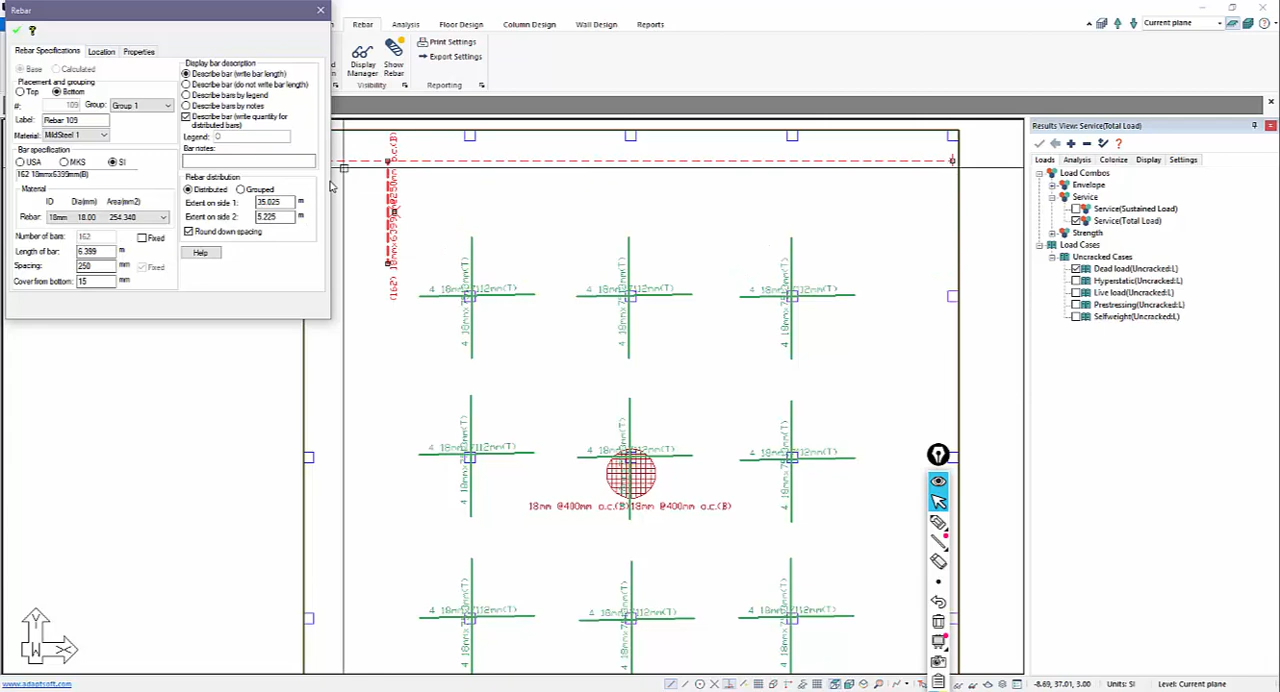 Rebar
Rebar Analysis Floor Design Column Design Wall Design Reports
Current plane
Rebar Specifications Location Properties
Base Calculated
Placement and grouping
Top Bottom
#: 109 Group: Group 1
Label: Rebar 109
Material: MildSteel 1
Bar specification
USA MKS SI
162 18mmx6399mm(B)
Material
ID Dia(mm) Area(mm2)
Rebar: 18mm 18.00 254.340
Number of bars: 162 Fixed
Length of bar: 6.399 m
Spacing: 250 mm Fixed
Cover from bottom: 15 mm
Display bar description
Describe bar (write bar length)
Describe bar (do not write bar length)
Describe bars by legend
Describe bars by notes
Describe bar (write quantity for
distributed bars)
Legend: 0
Bar notes:
Rebar distribution
Distributed Grouped
Extent on side 1: 35.025 m
Extent on side 2: 5.225 m
Round down spacing
Help
Display
Manager
Show
Rebar
Visibility
Print Settings
Export Settings
Reporting
(162) 18mmx6399mm@250mm o.c.(B)
18mm @400mm o.c.(B)18mm @400mm o.c.(B)
Results View: Service(Total Load)
Loads Analysis Colorize Display Settings
Load Combos
Envelope
Service
Service(Sustained Load)
Service(Total Load)
Strength
Load Cases
Uncracked Cases
Dead load(Uncracked:L)
Hyperstatic(Uncracked:L)
Live load(Uncracked:L)
Prestressing(Uncracked:L)
Selfweight(Uncracked:L)
Y
W X
www.adaptsoft.com
-8.69, 37.01, 3.00 Units: SI Level: Current plane